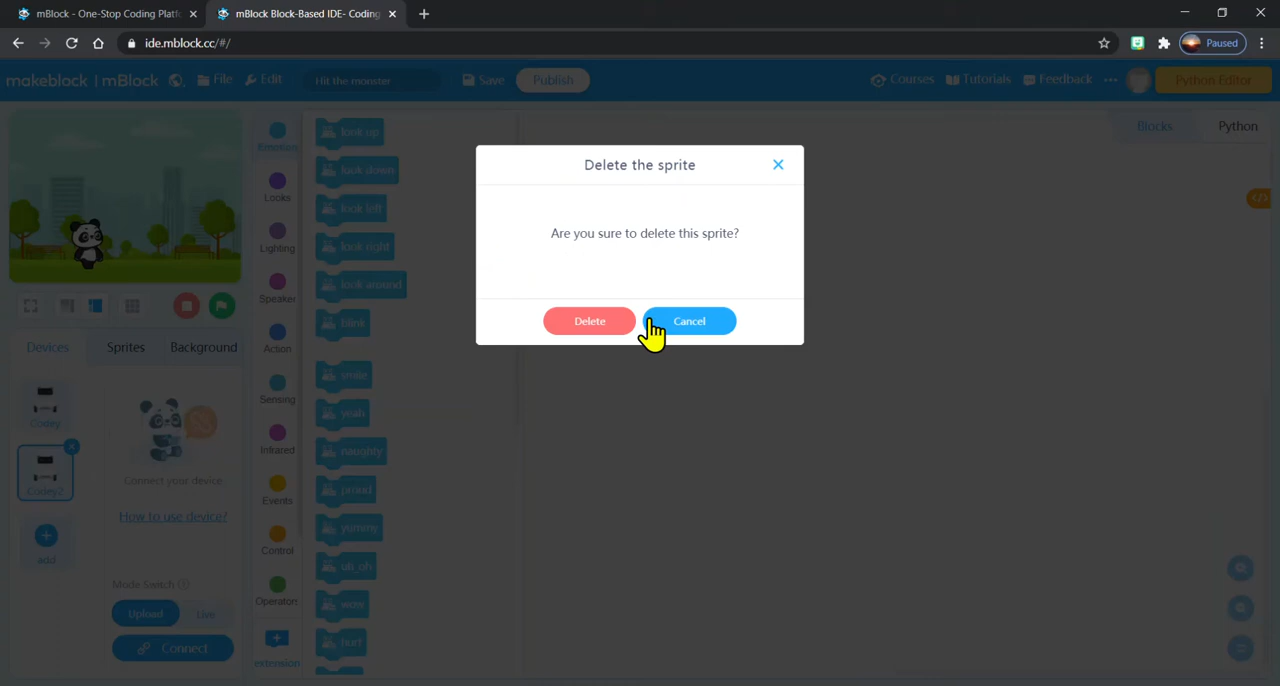 mBlock - One-Stop Coding Platf
mBlock Block-Based IDE- Coding
ide.mblock.cc/#/
Paused
makeblock | mBlock
File
Edit
Hit the monster
Save
Publish
Courses
Tutorials
Feedback
Python Editor
Blocks
Python
Delete the sprite
Are you sure to delete this sprite?
Delete
Cancel
Devices
Sprites
Background
Codey
Codey2
add
Connect your device
How to use device?
Mode Switch
Upload
Live
Connect
Emotion
Looks
Lighting
Speaker
Action
Sensing
Infrared
Events
Control
Operators
extension
look up
look down
look left
look right
look around
blink
smile
yeah
naughty
proud
yummy
uh_oh
wow
hurt